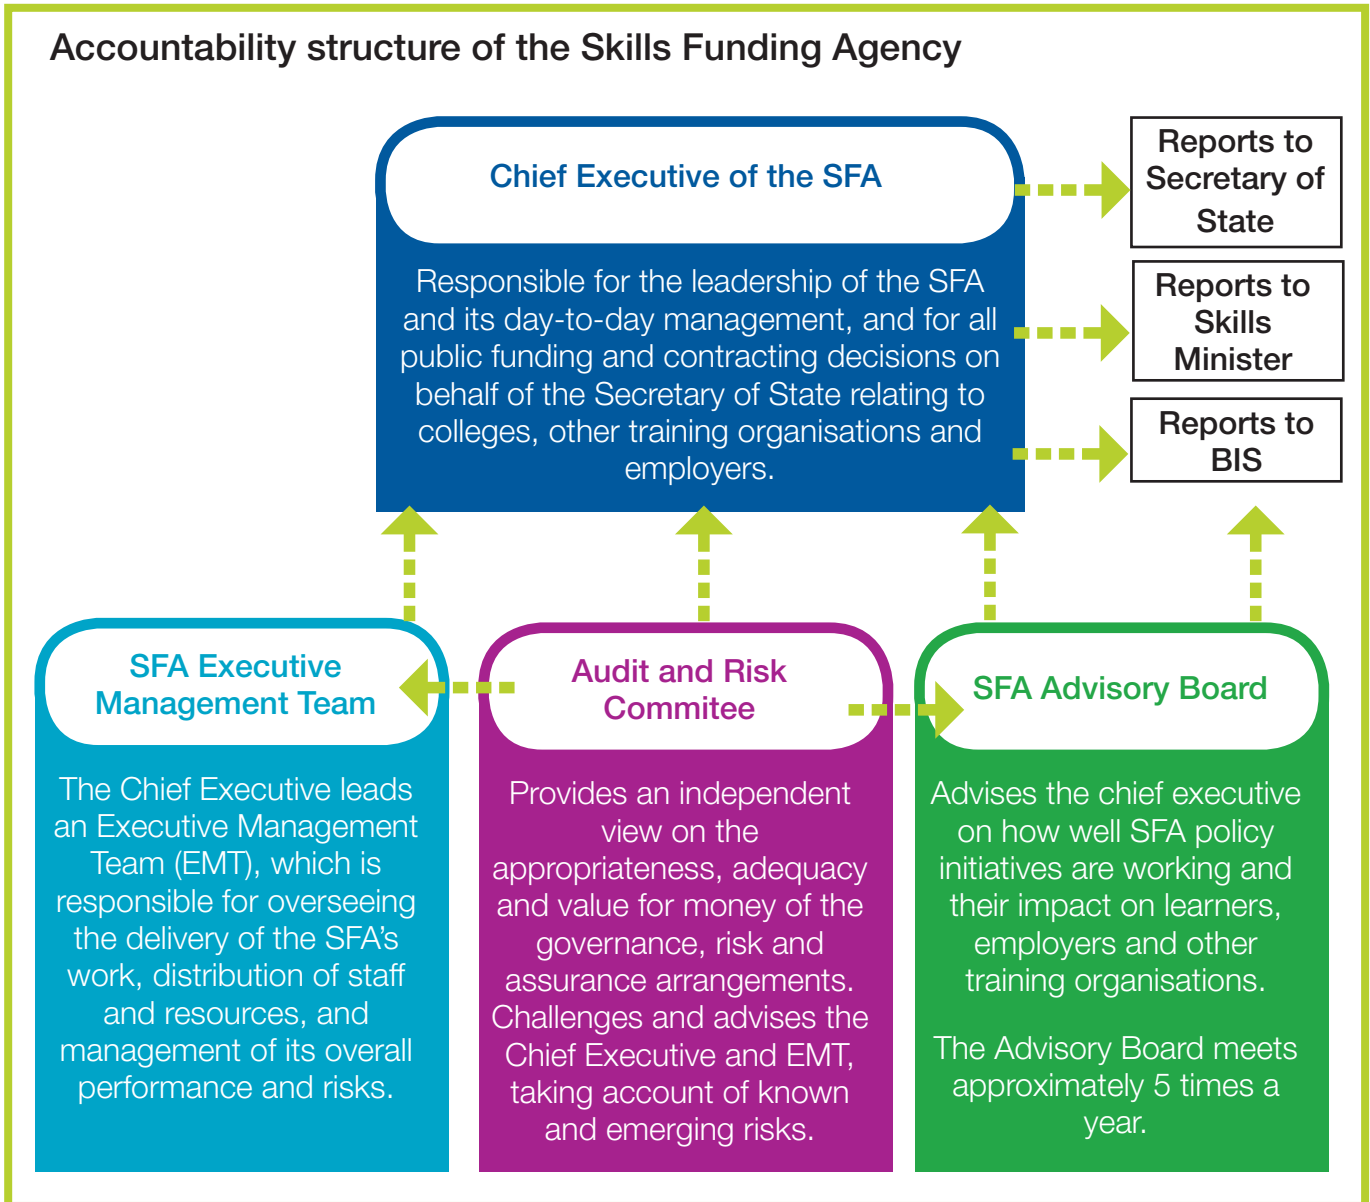 Accountability structure of the Skills Funding Agency
Chief Executive of the SFA
Responsible for the leadership of the SFA
and its day-to-day management, and for all
public funding and contracting decisions on
behalf of the Secretary of State relating to
colleges, other training organisations and
employers.
Reports to
Secretary of
State
Reports to
Skills
Minister
Reports to
BIS
SFA Executive
Management Team
The Chief Executive leads
an Executive Management
Team (EMT), which is
responsible for overseeing
the delivery of the SFA’s
work, distribution of staff
and resources, and
management of its overall
performance and risks.
Audit and Risk
Commitee
Provides an independent
view on the
appropriateness, adequacy
and value for money of the
governance, risk and
assurance arrangements.
Challenges and advises the
Chief Executive and EMT,
taking account of known
and emerging risks.
SFA Advisory Board
Advises the chief executive
on how well SFA policy
initiatives are working and
their impact on learners,
employers and other
training organisations.
The Advisory Board meets
approximately 5 times a
year.